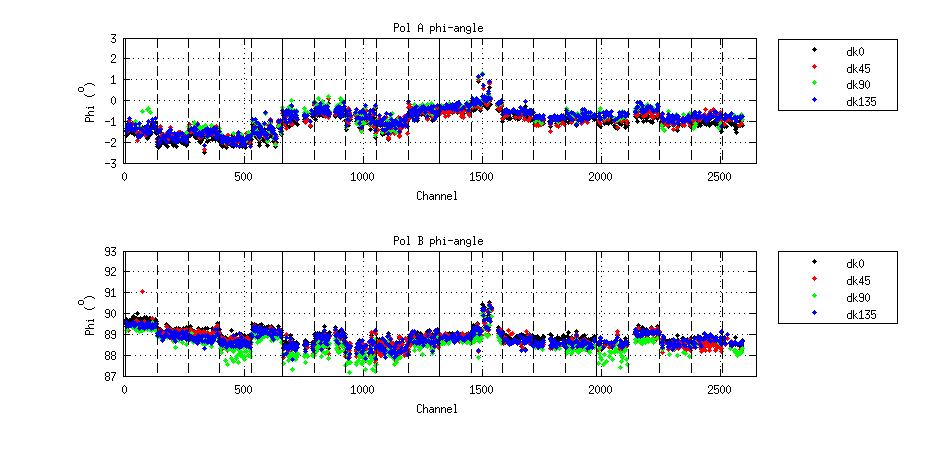 Pol A phi-angle
3
2
1
0
-1
-2
-3
Phi (°)
0 500 1000 1500 2000 2500
Channel
dk0
dk45
dk90
dk135
Pol B phi-angle
93
92
91
90
89
88
87
Phi (°)
0 500 1000 1500 2000 2500
Channel
dk0
dk45
dk90
dk135